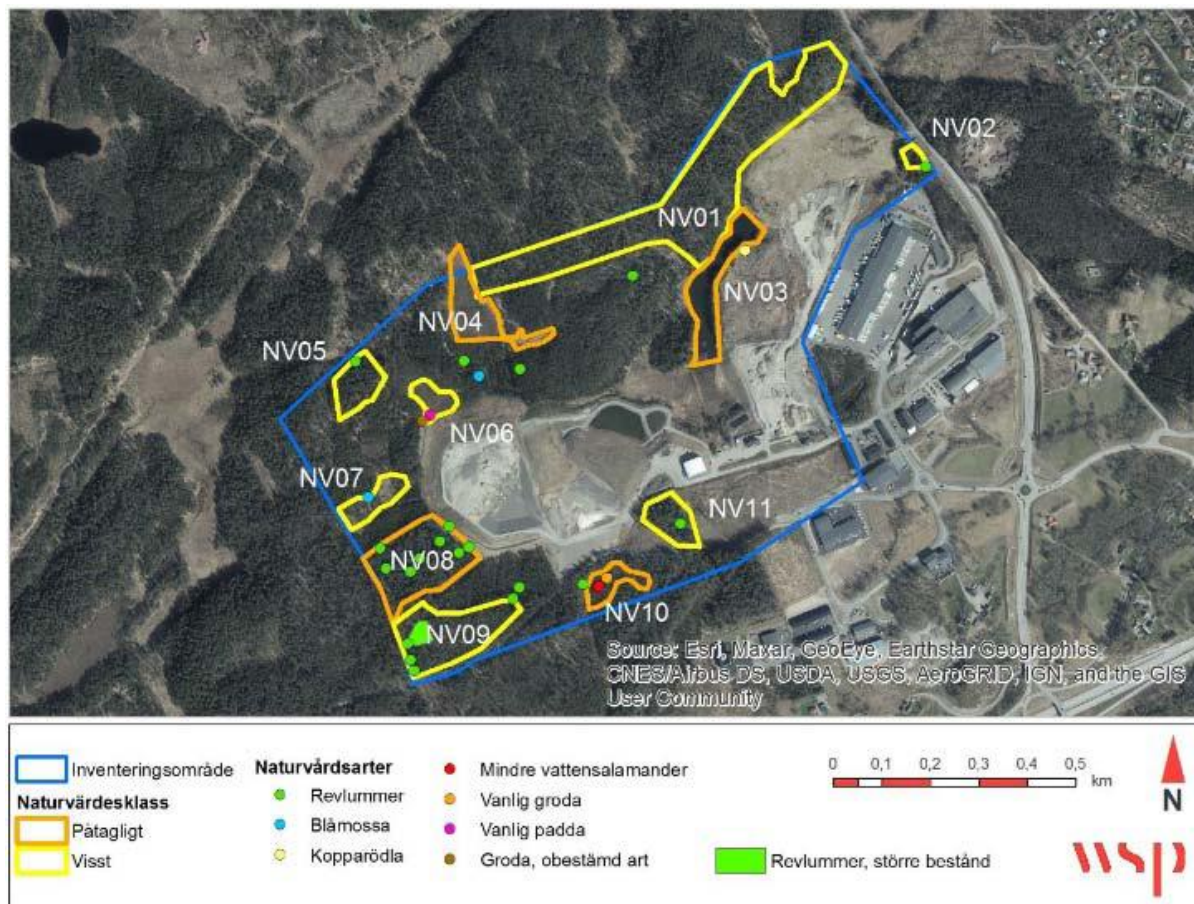 NV02
NV01
NV03
NV04
NV05
NV06
NV07
NV11
NV08
NV10
NV09
Source: Esri, Maxar, GeoEye, Earthstar Geographics,
CNES/Airbus DS, USDA, USGS, AeroGRID, IGN, and the GIS
User Community
Inventeringsområde
Naturvärdesklass
Påtagligt
Visst
Naturvårdsarter
Revlummer
Blåmossa
Kopparödla
Mindre vattensalamander
Vanlig groda
Vanlig padda
Groda, obestämd art
Revlummer, större bestånd
0 0,1 0,2 0,3 0,4 0,5
km
N
wsp